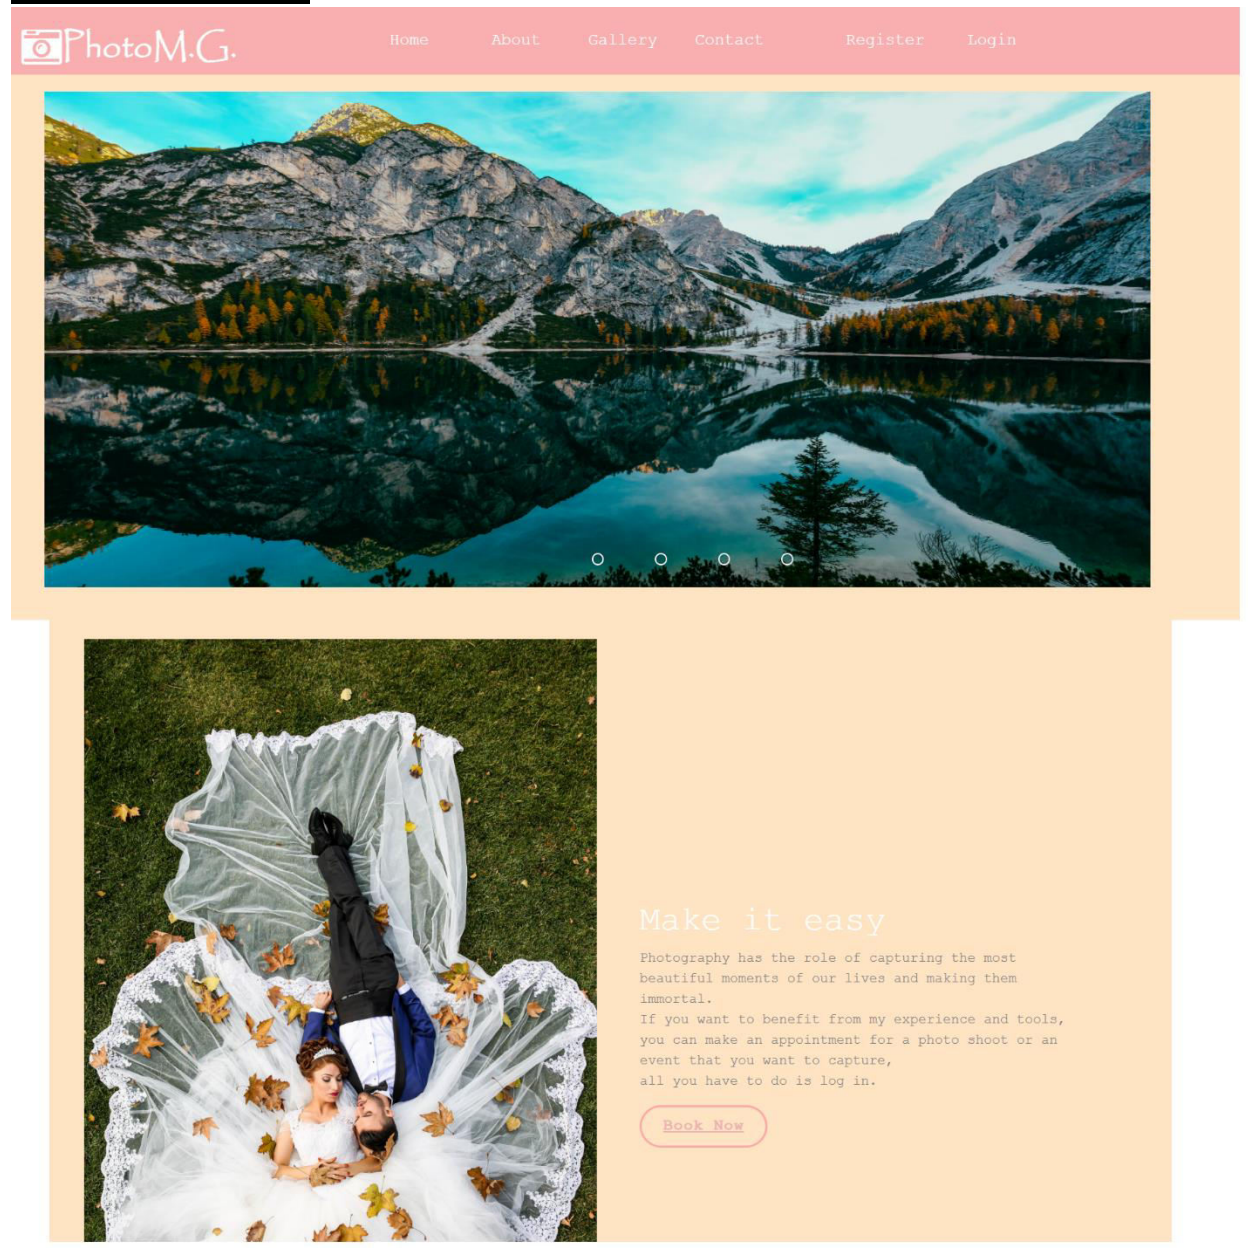 PhotoM.G.
Home About Gallery Contact Register Login
Make it easy
Photography has the role of capturing the most
beautiful moments of our lives and making them
immortal.
If you want to benefit from my experience and tools,
you can make an appointment for a photo shoot or an
event that you want to capture,
all you have to do is log in.
Book Now